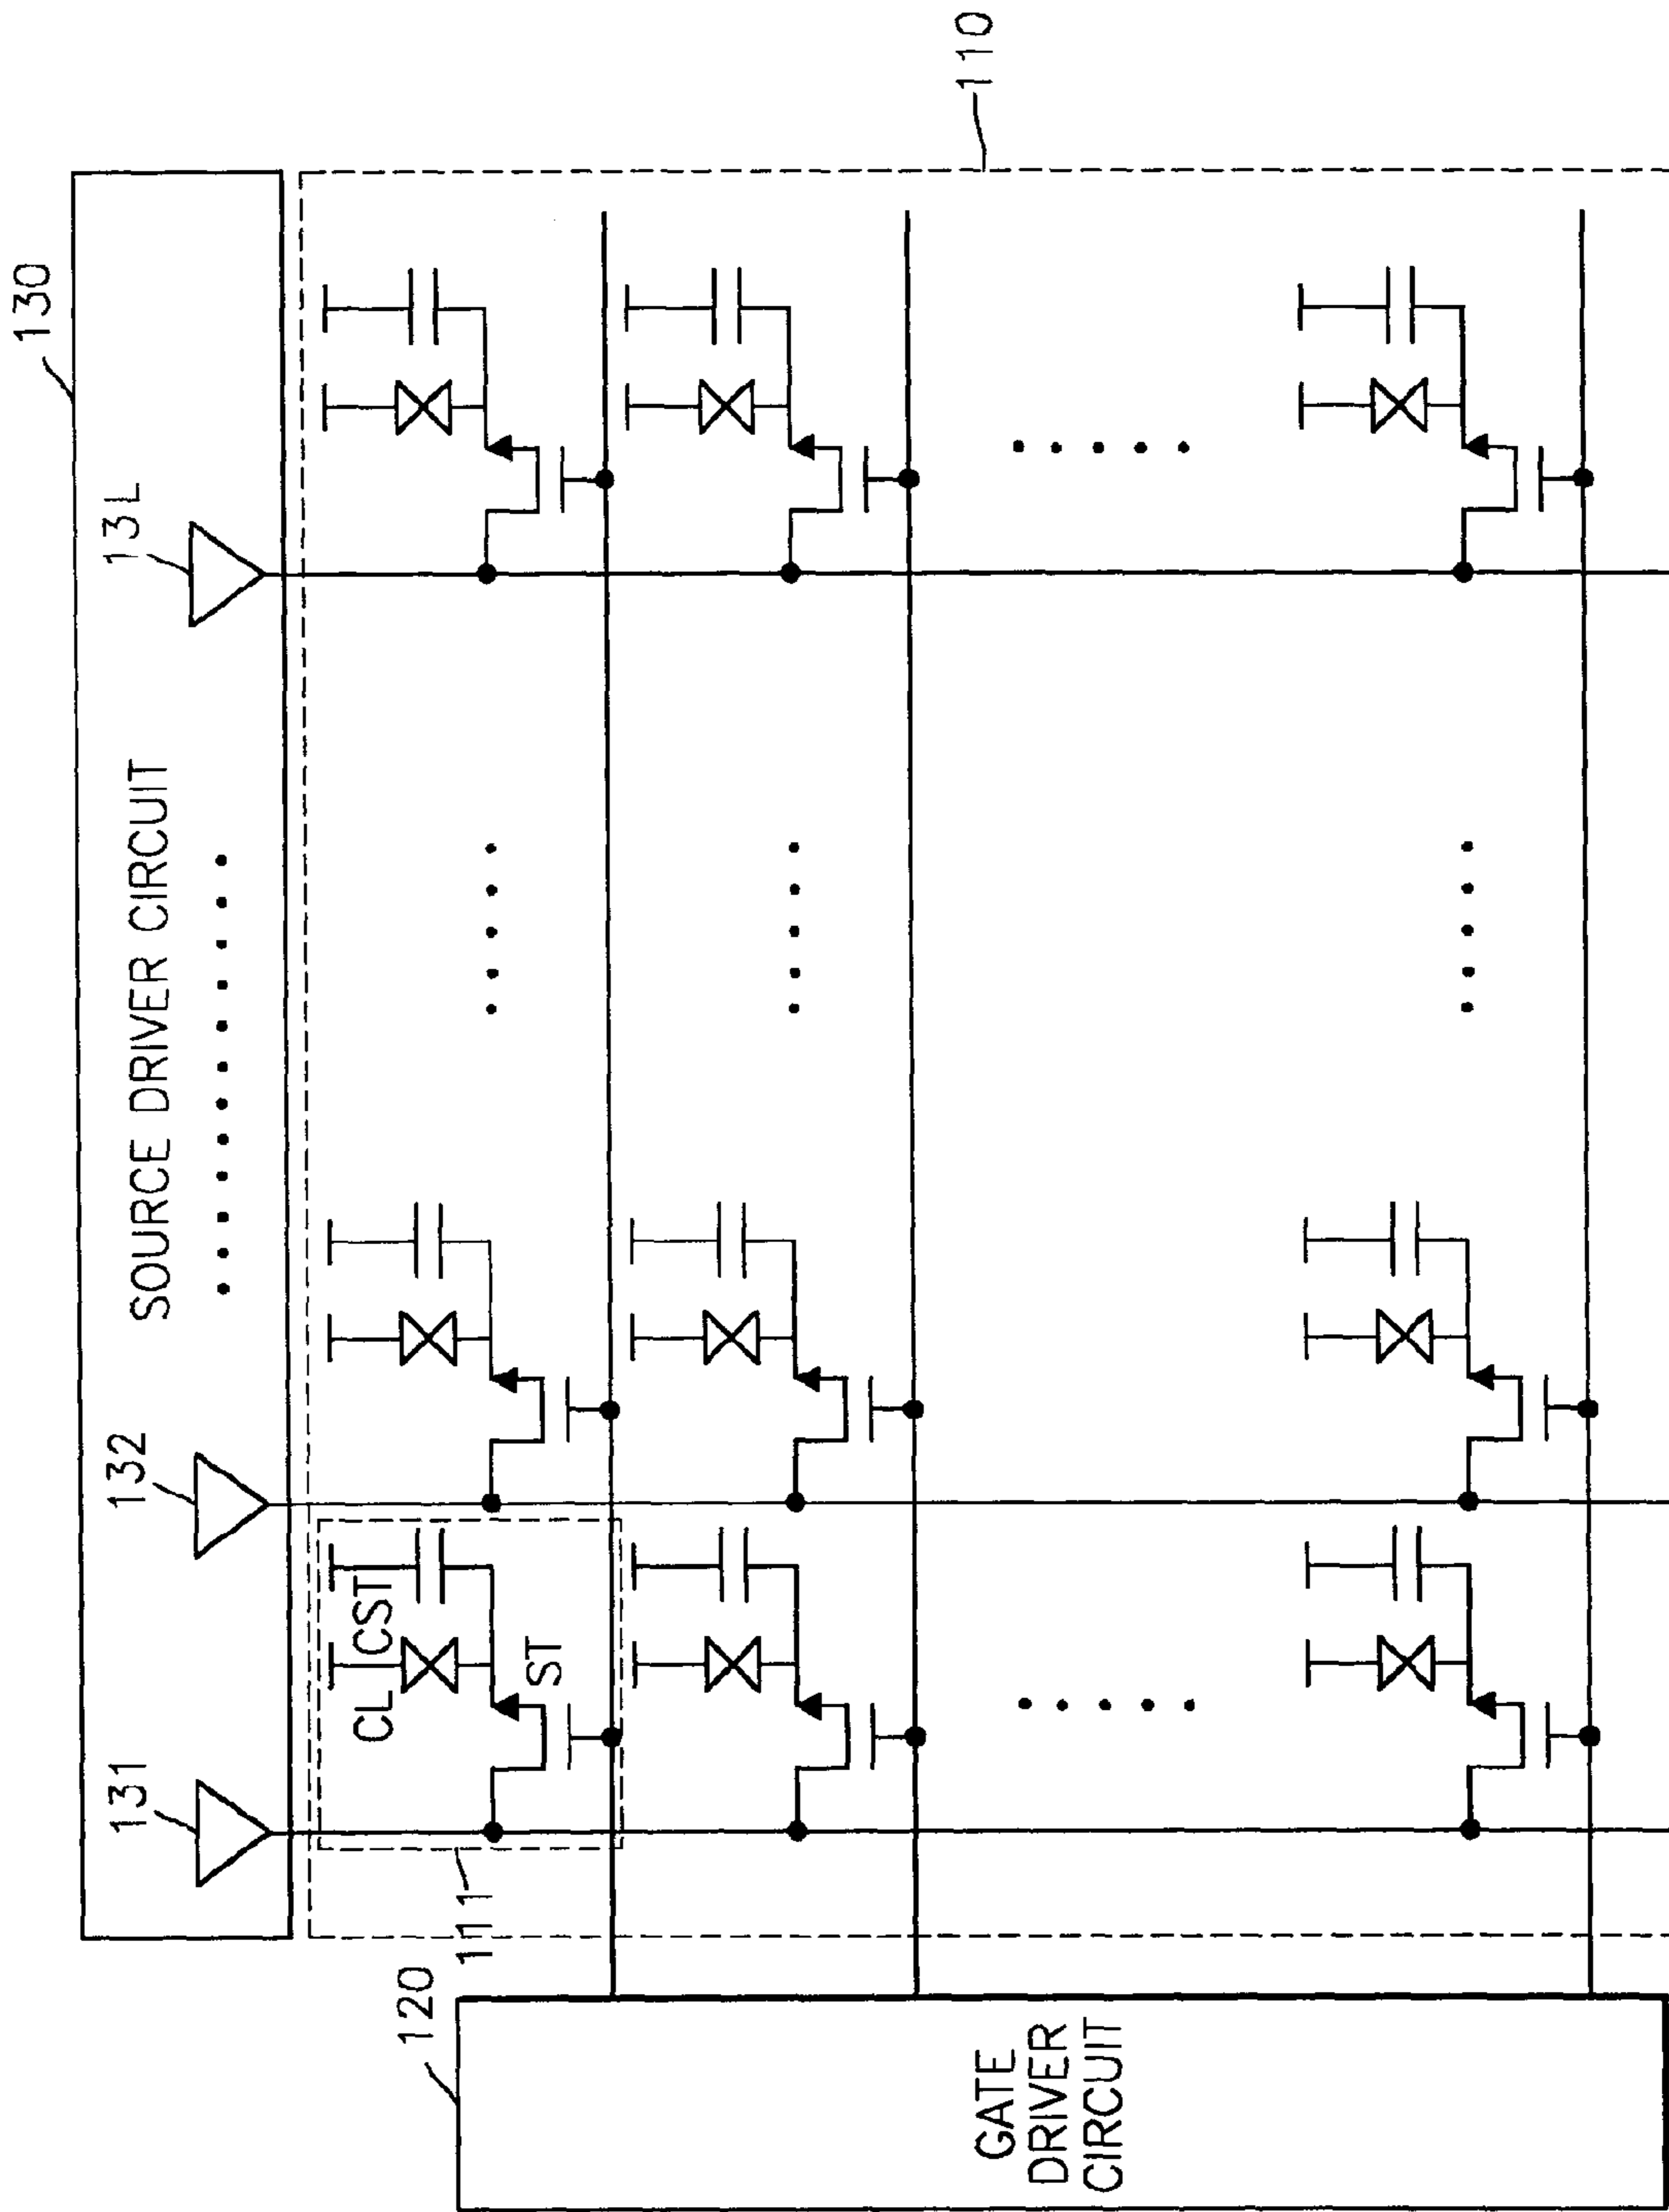 130
SOURCE DRIVER CIRCUIT
131
132
13L
110
120
111
CL
CST
ST
GATE
DRIVER
CIRCUIT